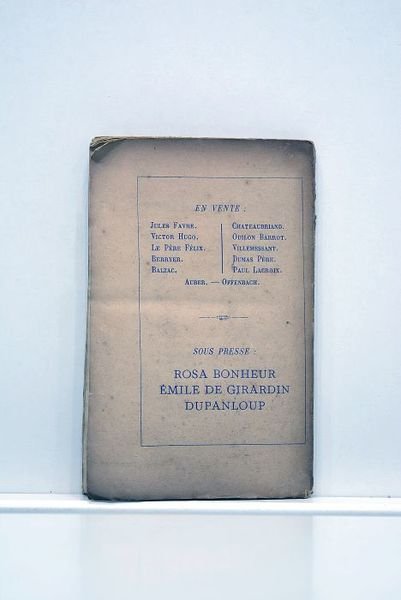 EN VENTE :
JULES FAVRE.
VICTOR HUGO.
LE PÈRE FÉLIX.
BERRYER.
BALZAC.
CHATEAUBRIAND.
ODILON BARROT.
VILLEMESSANT.
DUMAS PÈRE.
PAUL LACROIX.
AUBER. — OFFENBACH.
SOUS PRESSE :
ROSA BONHEUR
ÉMILE DE GIRARDIN
DUPANLOUP